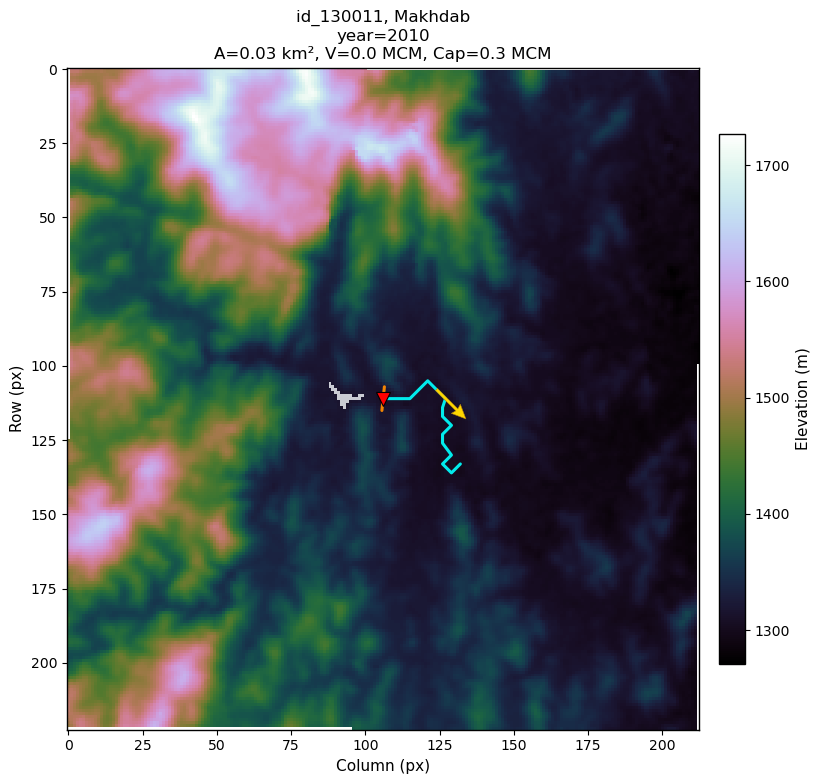 id_130011, Makhdab
year=2010
A=0.03 km², V=0.0 MCM, Cap=0.3 MCM
0
25
50
75
100
125
150
175
200
Row (px)
0 25 50 75 100 125 150 175 200
Column (px)
1700
1600
1500
1400
1300
Elevation (m)